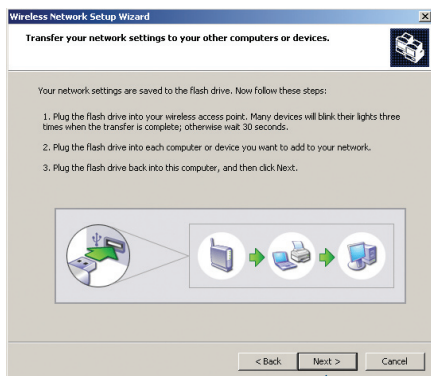 Wireless Network Setup Wizard
Transfer your network settings to your other computers or devices.
Your network settings are saved to the flash drive. Now follow these steps:
1. Plug the flash drive into your wireless access point. Many devices will blink their lights three
times when the transfer is complete; otherwise wait 30 seconds.
2. Plug the flash drive into each computer or device you want to add to your network.
3. Plug the flash drive back into this computer, and then click Next.
< Back Next > Cancel